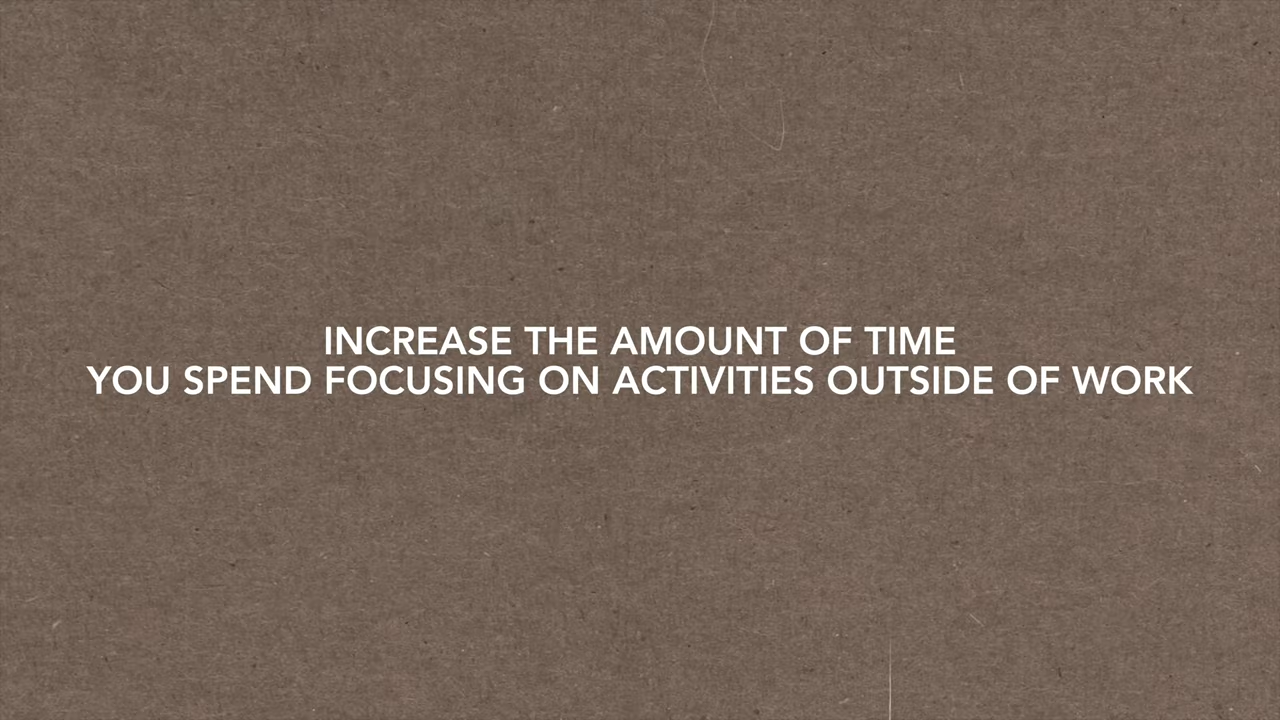 INCREASE THE AMOUNT OF TIME
YOU SPEND FOCUSING ON ACTIVITIES OUTSIDE OF WORK